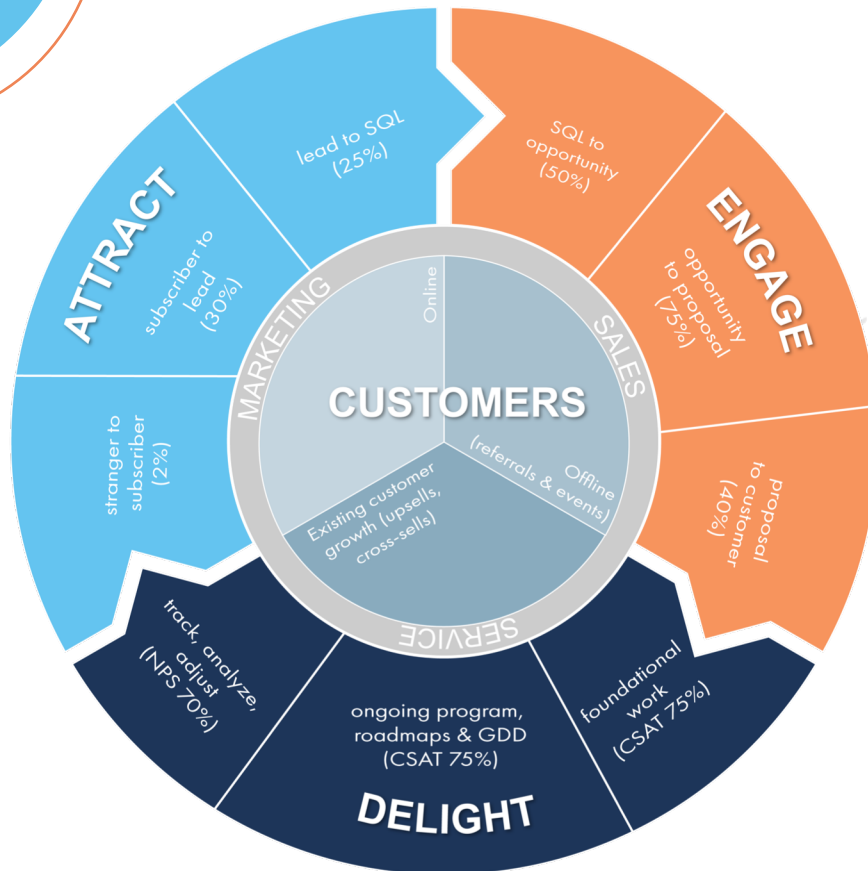 ATTRACT
stranger to
subscriber
(2%)
subscriber to
lead
(30%)
lead to SQL
(25%)
ENGAGE
SQL to
opportunity
(50%)
opportunity
to proposal
(75%)
proposal
to customer
(40%)
DELIGHT
foundational
work
(CSAT 75%)
ongoing program,
roadmaps & GDD
(CSAT 75%)
track, analyze,
adjust
(NPS 70%)
MARKETING
SALES
SERVICE
CUSTOMERS
Online
Offline
(referrals & events)
Existing customer
growth (upsells,
cross-sells)